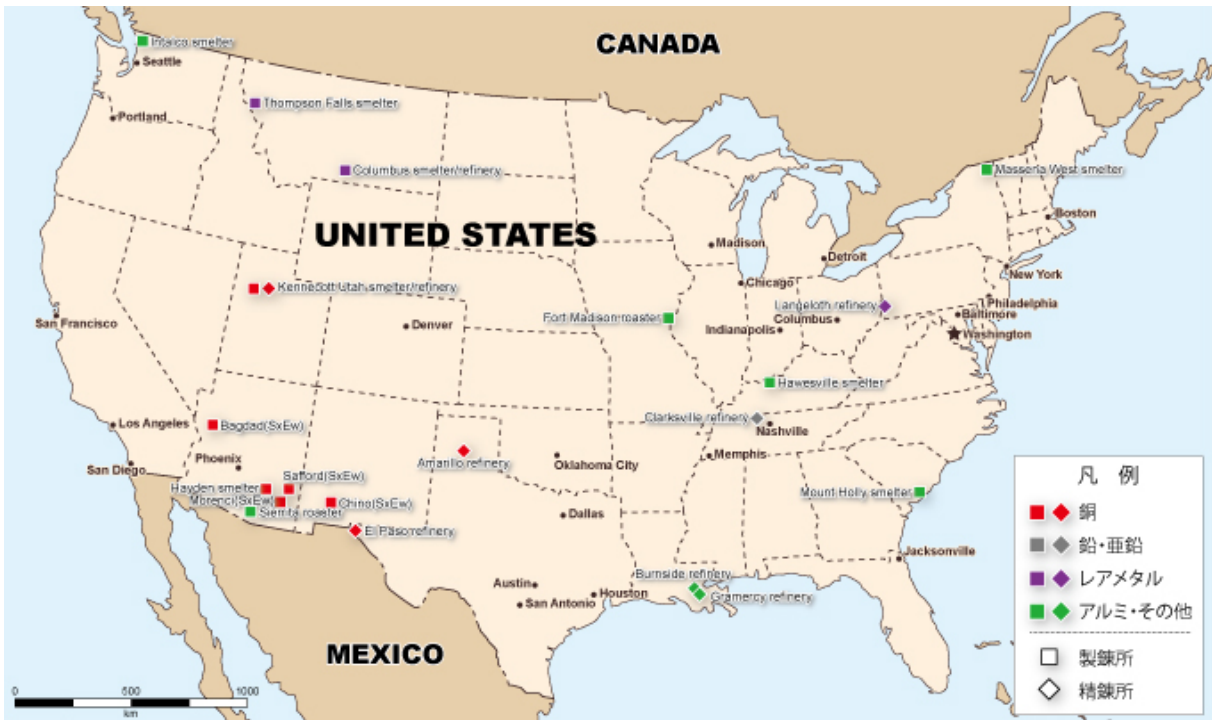 CANADA
Intalco smelter
Seattle
Thompson Falls smelter
Portland
Columbus smelter/refinery
Massena West smelter
Boston
UNITED STATES
Madison
Detroit
New York
Kennecott Utah smelter/refinery
Chicago
Langeloth refinery
Philadelphia
Baltimore
San Francisco
Fort Madison roaster
Columbus
Denver
Indianapolis
Washington
Hawesville smelter
Los Angeles
Bagdad(SxEw)
Clarksville refinery
Nashville
Phoenix
Memphis
San Diego
Amarillo refinery
Oklahoma City
Safford(SxEw)
Hayden smelter
Morenci(SxEw)
Chino(SxEw)
Mount Holly smelter
Sierrita roaster
El Paso refinery
Dallas
Jacksonville
Burnside refinery
Austin
Houston
Gramercy refinery
San Antonio
MEXICO
0 500 1000
km
凡 例
銅
鉛・亜鉛
レアメタル
アルミ・その他
製錬所
精錬所